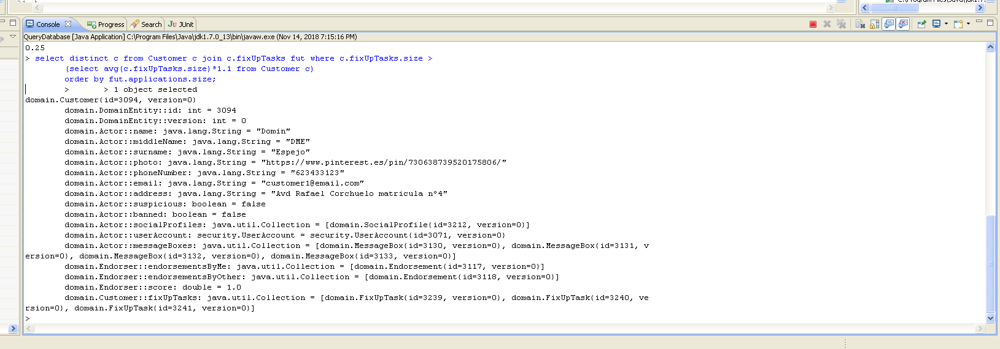 C:\Program Files\Java\jdk1.7.
Console Progress Search JUnit
QueryDatabase [Java Application] C:\Program Files\Java\jdk1.7.0_13\bin\javaw.exe (Nov 14, 2018 7:15:16 PM)
0.25
> select distinct c from Customer c join c.fixUpTasks fut where c.fixUpTasks.size >
(select avg(c.fixUpTasks.size)*1.1 from Customer c)
order by fut.applications.size;
> > 1 object selected
domain.Customer{id=3094, version=0}
domain.DomainEntity::id: int = 3094
domain.DomainEntity::version: int = 0
domain.Actor::name: java.lang.String = "Domin"
domain.Actor::middleName: java.lang.String = "DME"
domain.Actor::surname: java.lang.String = "Espejo"
domain.Actor::photo: java.lang.String = "https://www.pinterest.es/pin/730638739520175806/"
domain.Actor::phoneNumber: java.lang.String = "623433123"
domain.Actor::email: java.lang.String = "customer1@email.com"
domain.Actor::address: java.lang.String = "Avd Rafael Corchuelo matricula nº4"
domain.Actor::suspicious: boolean = false
domain.Actor::banned: boolean = false
domain.Actor::socialProfiles: java.util.Collection = [domain.SocialProfile{id=3212, version=0}]
domain.Actor::userAccount: security.UserAccount = security.UserAccount{id=3071, version=0}
domain.Actor::messageBoxes: java.util.Collection = [domain.MessageBox{id=3130, version=0}, domain.MessageBox{id=3131, v
ersion=0}, domain.MessageBox{id=3132, version=0}, domain.MessageBox{id=3133, version=0}]
domain.Endorser::endorsementsByMe: java.util.Collection = [domain.Endorsement{id=3117, version=0}]
domain.Endorser::endorsementsByOther: java.util.Collection = [domain.Endorsement{id=3118, version=0}]
domain.Endorser::score: double = 1.0
domain.Customer::fixUpTasks: java.util.Collection = [domain.FixUpTask{id=3239, version=0}, domain.FixUpTask{id=3240, ve
rsion=0}, domain.FixUpTask{id=3241, version=0}]
>